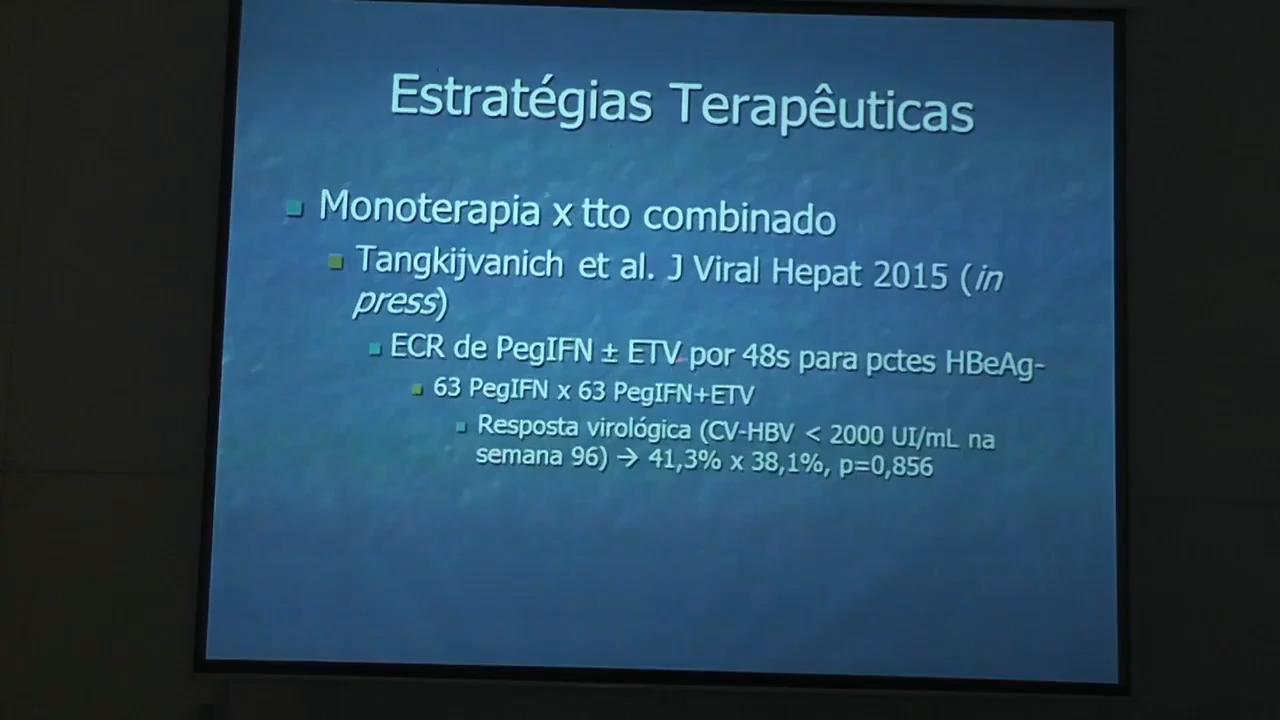 Estratégias Terapêuticas
Monoterapia x tto combinado
Tangkijvanich et al. J Viral Hepat 2015 (in
press)
ECR de PegIFN ± ETV por 48s para pctes HBeAg-
63 PegIFN x 63 PegIFN+ETV
Resposta virológica (CV-HBV < 2000 UI/mL na
semana 96) → 41,3% x 38,1%, p=0,856